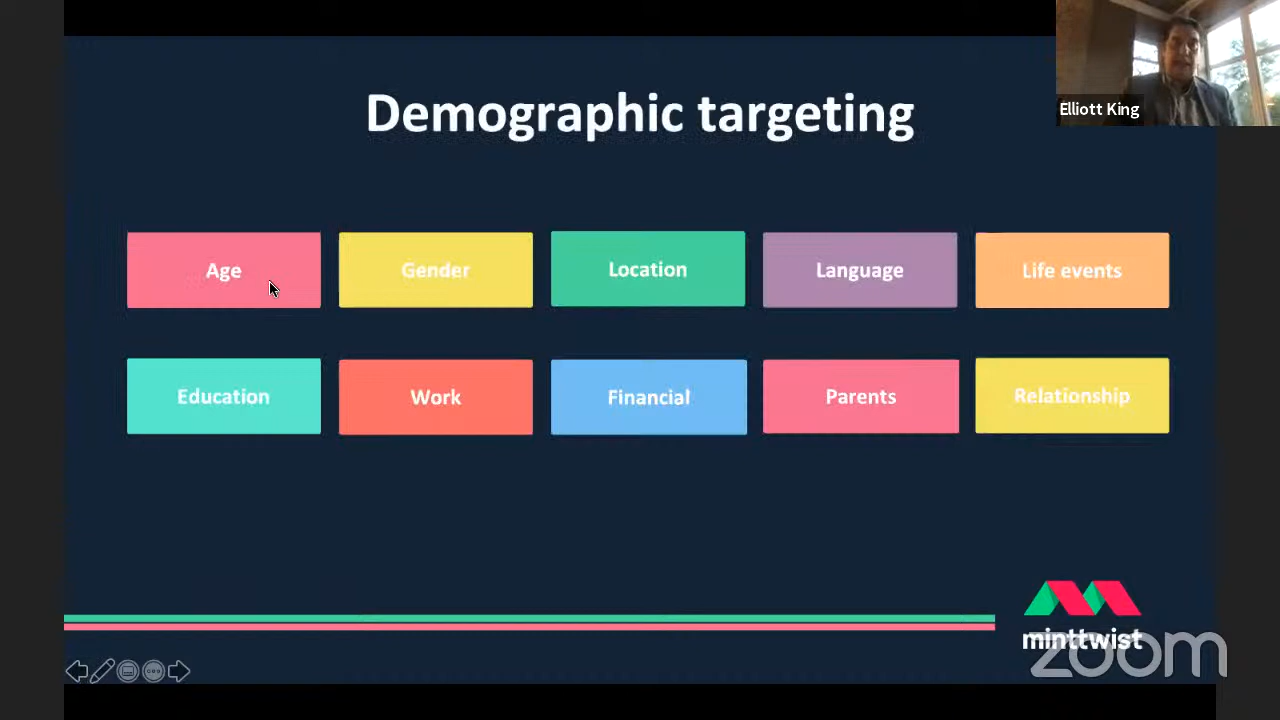 Demographic targeting
Elliott King
Age
Gender
Location
Language
Life events
Education
Work
Financial
Parents
Relationship
minttwist
zoom